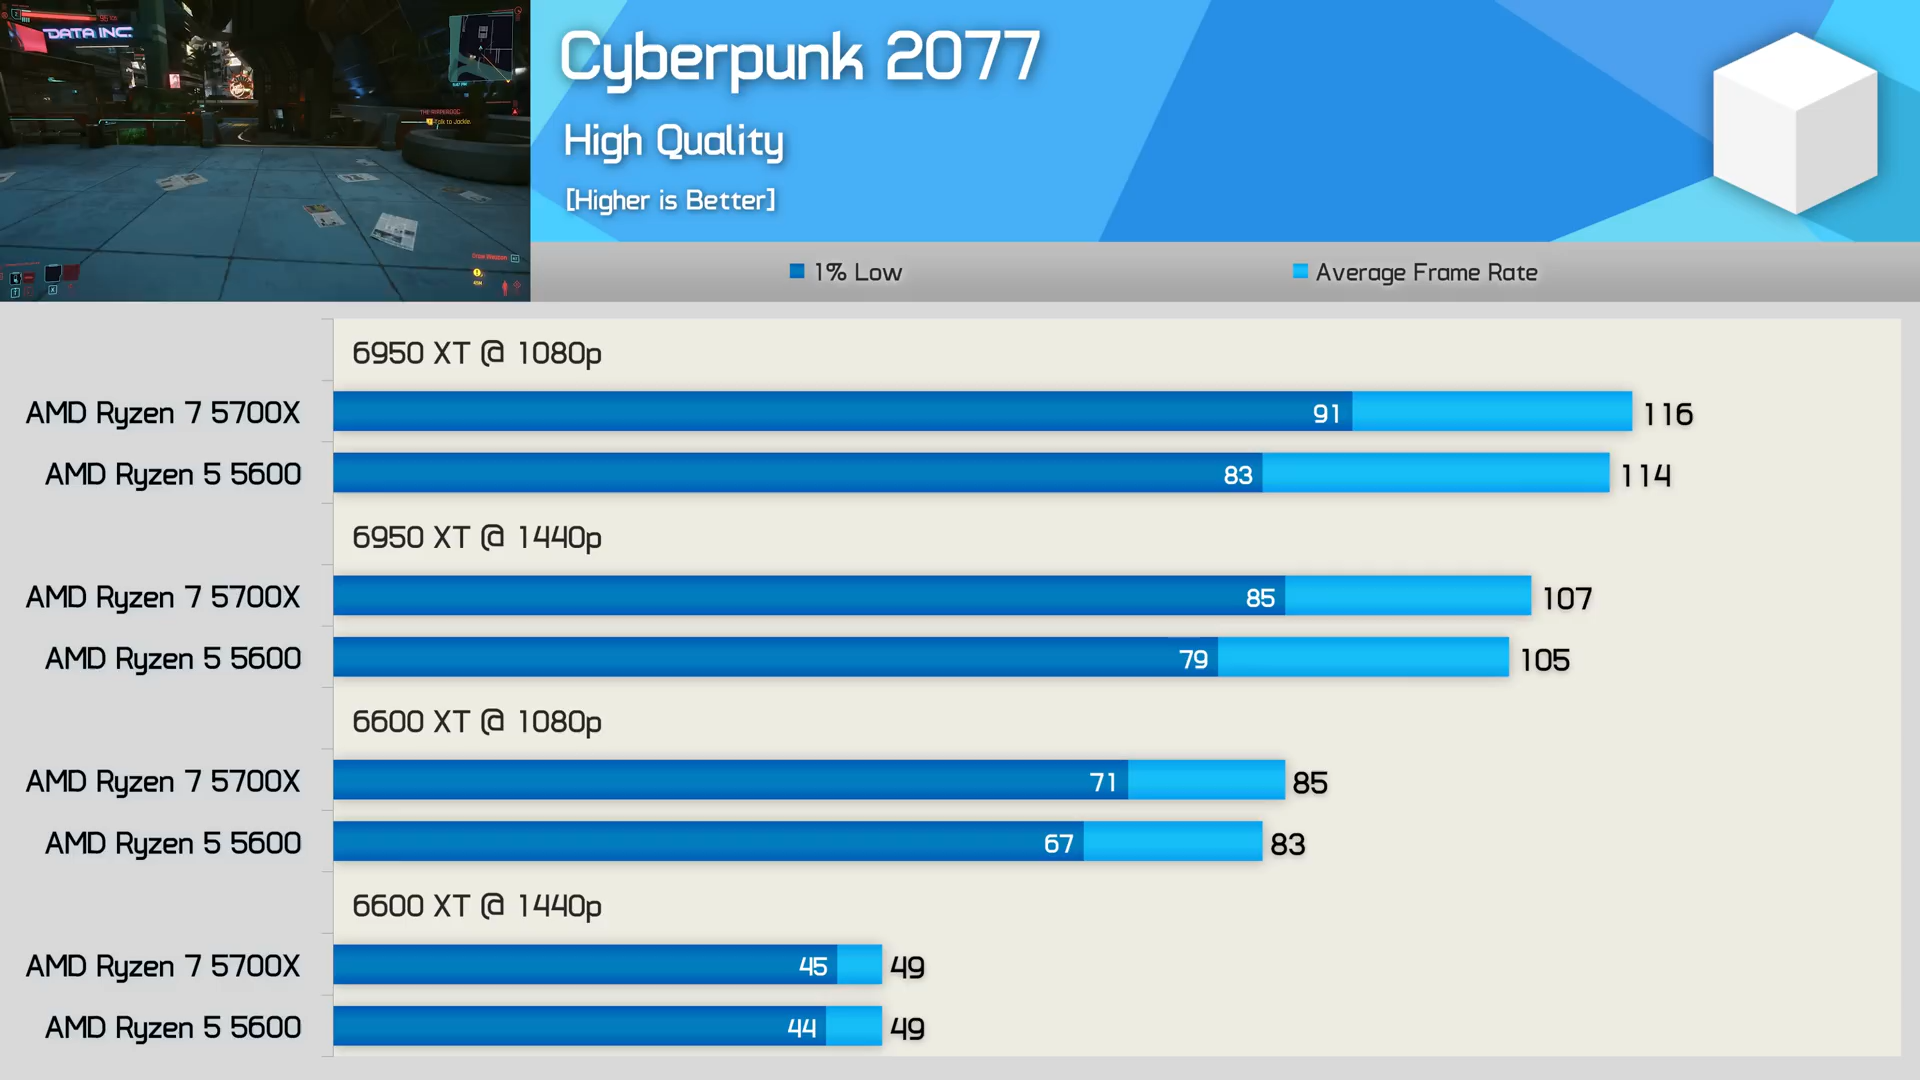 DATA INC.
Talk to Jackie.
Cyberpunk 2077
High Quality
[Higher is Better]
1% Low
Average Frame Rate
6950 XT @ 1080p
AMD Ryzen 7 5700X 91 116
AMD Ryzen 5 5600 83 114
6950 XT @ 1440p
AMD Ryzen 7 5700X 85 107
AMD Ryzen 5 5600 79 105
6600 XT @ 1080p
AMD Ryzen 7 5700X 71 85
AMD Ryzen 5 5600 67 83
6600 XT @ 1440p
AMD Ryzen 7 5700X 45 49
AMD Ryzen 5 5600 44 49